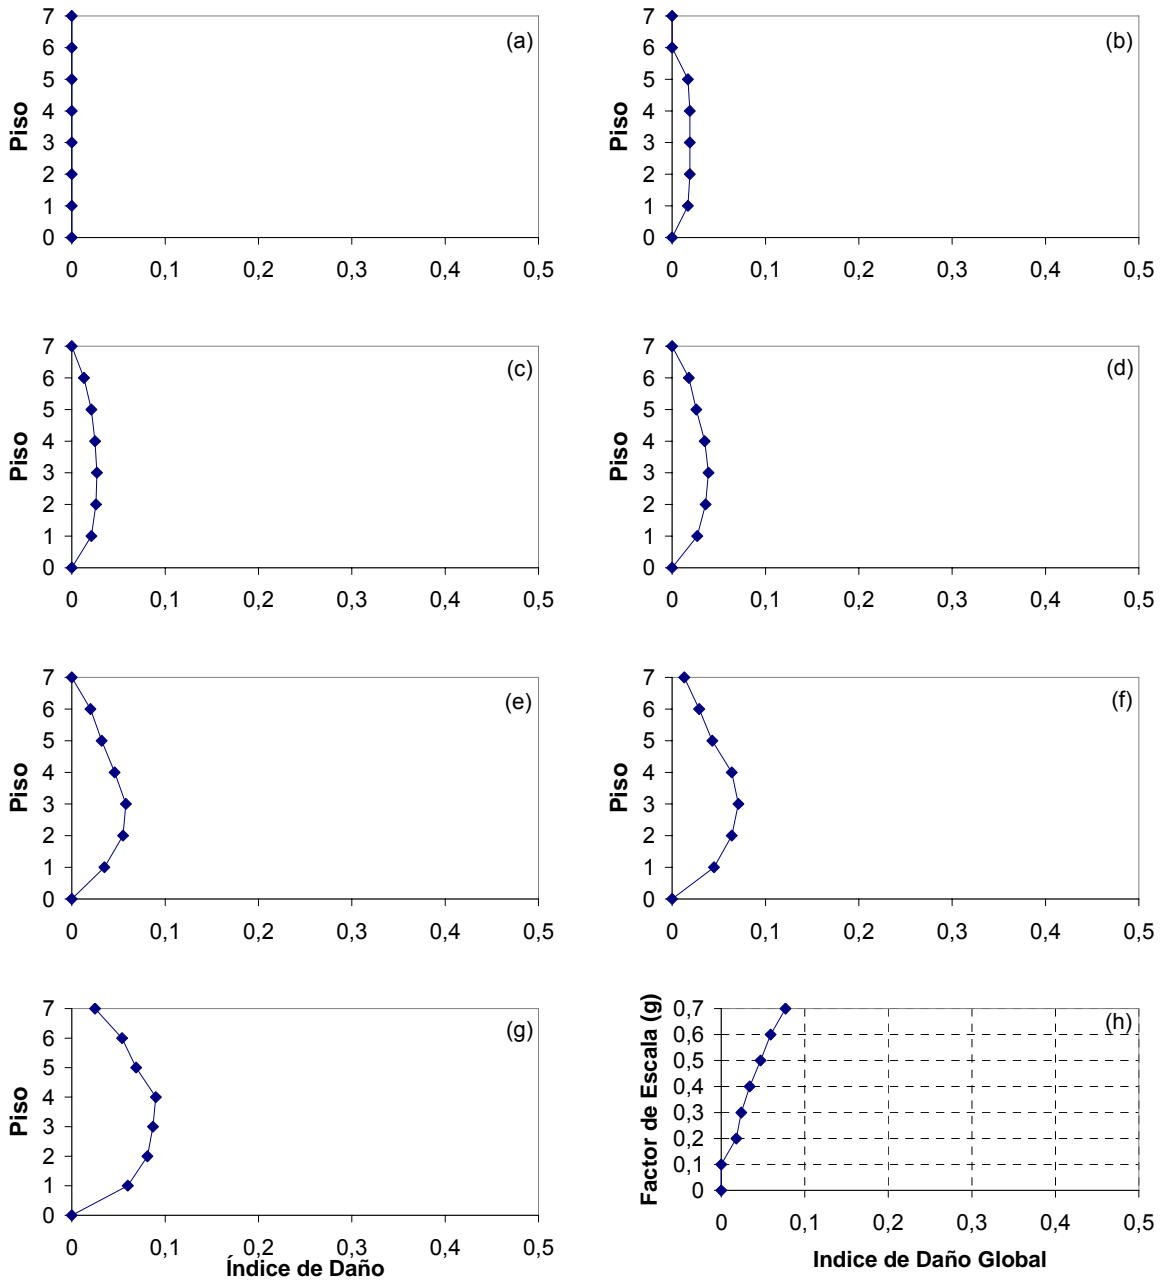 7
6
5
4
3
2
1
0
Piso
(a)
0 0,1 0,2 0,3 0,4 0,5
7
6
5
4
3
2
1
0
Piso
(b)
0 0,1 0,2 0,3 0,4 0,5
7
6
5
4
3
2
1
0
Piso
(c)
0 0,1 0,2 0,3 0,4 0,5
7
6
5
4
3
2
1
0
Piso
(d)
0 0,1 0,2 0,3 0,4 0,5
7
6
5
4
3
2
1
0
Piso
(e)
0 0,1 0,2 0,3 0,4 0,5
7
6
5
4
3
2
1
0
Piso
(f)
0 0,1 0,2 0,3 0,4 0,5
7
6
5
4
3
2
1
0
Piso
(g)
0 0,1 0,2 0,3 0,4 0,5
Índice de Daño
0,7
0,6
0,5
0,4
0,3
0,2
0,1
0
Factor de Escala (g)
(h)
0 0,1 0,2 0,3 0,4 0,5
Indice de Daño Global